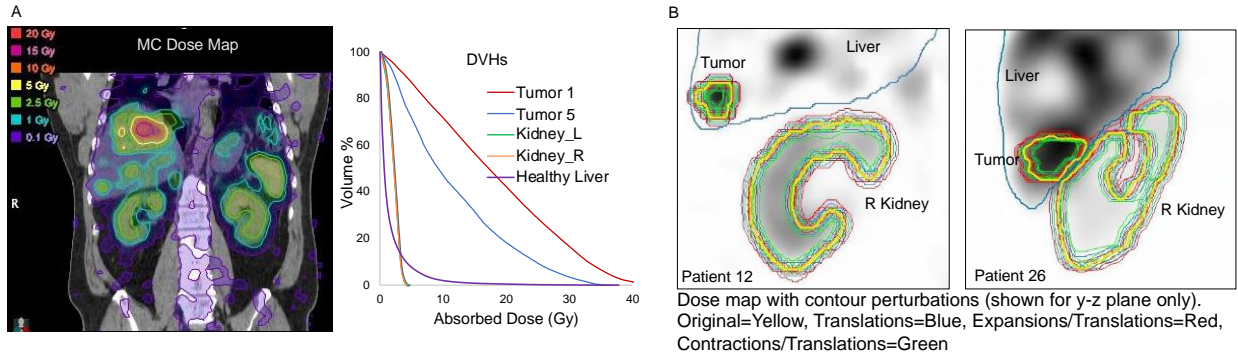 A
20 Gy
15 Gy
10 Gy
5 Gy
2.5 Gy
1 Gy
0.1 Gy
MC Dose Map
R
DVHs
Volume %
100
80
60
40
20
0
0 10 20 30 40
Absorbed Dose (Gy)
Tumor 1
Tumor 5
Kidney_L
Kidney_R
Healthy Liver
B
Tumor
Liver
R Kidney
Patient 12
Liver
Tumor
R Kidney
Patient 26
Dose map with contour perturbations (shown for y-z plane only).
Original=Yellow, Translations=Blue, Expansions/Translations=Red,
Contractions/Translations=Green